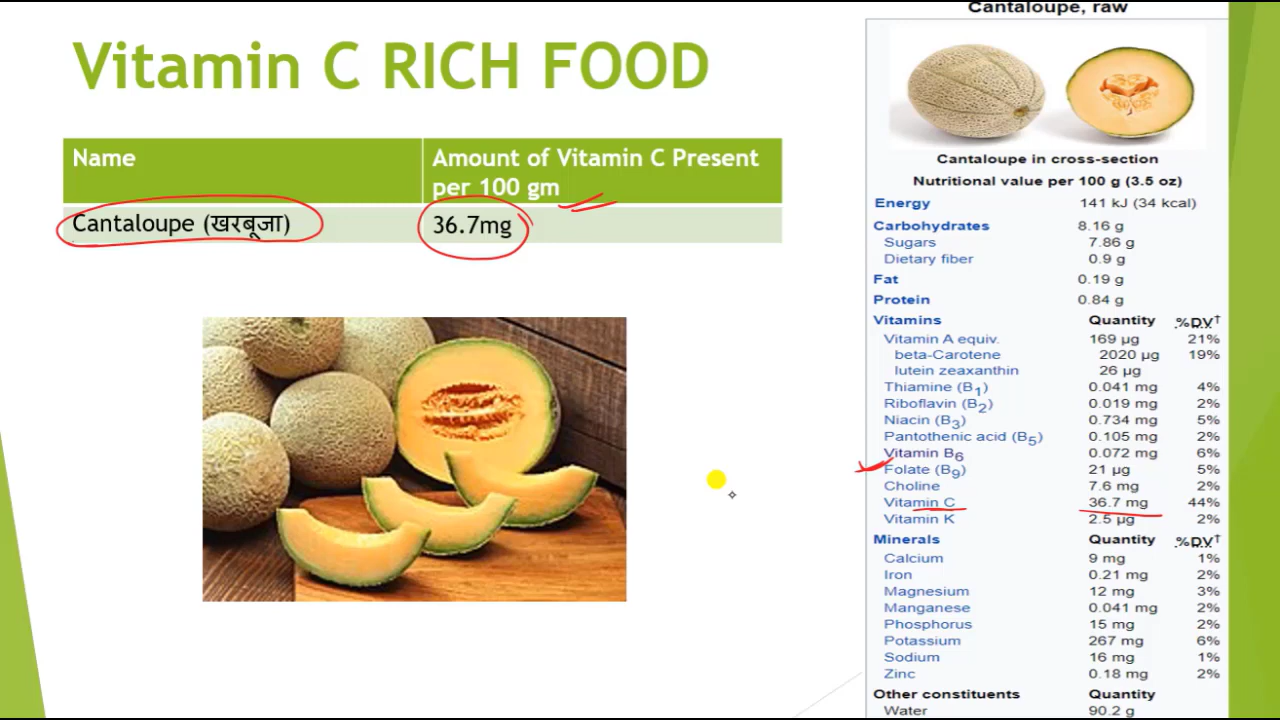 Vitamin C RICH FOOD
Name
Amount of Vitamin C Present
per 100 gm
Cantaloupe (खरबूजा)
36.7mg
Cantaloupe, raw
Cantaloupe in cross-section
Nutritional value per 100 g (3.5 oz)
Energy 141 kJ (34 kcal)
Carbohydrates 8.16 g
Sugars 7.86 g
Dietary fiber 0.9 g
Fat 0.19 g
Protein 0.84 g
Vitamins Quantity %DV†
Vitamin A equiv. 169 μg 21%
beta-Carotene 2020 μg 19%
lutein zeaxanthin 26 μg
Thiamine (B1) 0.041 mg 4%
Riboflavin (B2) 0.019 mg 2%
Niacin (B3) 0.734 mg 5%
Pantothenic acid (B5) 0.105 mg 2%
Vitamin B6 0.072 mg 6%
Folate (B9) 21 μg 5%
Choline 7.6 mg 2%
Vitamin C 36.7 mg 44%
Vitamin K 2.5 μg 2%
Minerals Quantity %DV†
Calcium 9 mg 1%
Iron 0.21 mg 2%
Magnesium 12 mg 3%
Manganese 0.041 mg 2%
Phosphorus 15 mg 2%
Potassium 267 mg 6%
Sodium 16 mg 1%
Zinc 0.18 mg 2%
Other constituents Quantity
Water 90.2 g